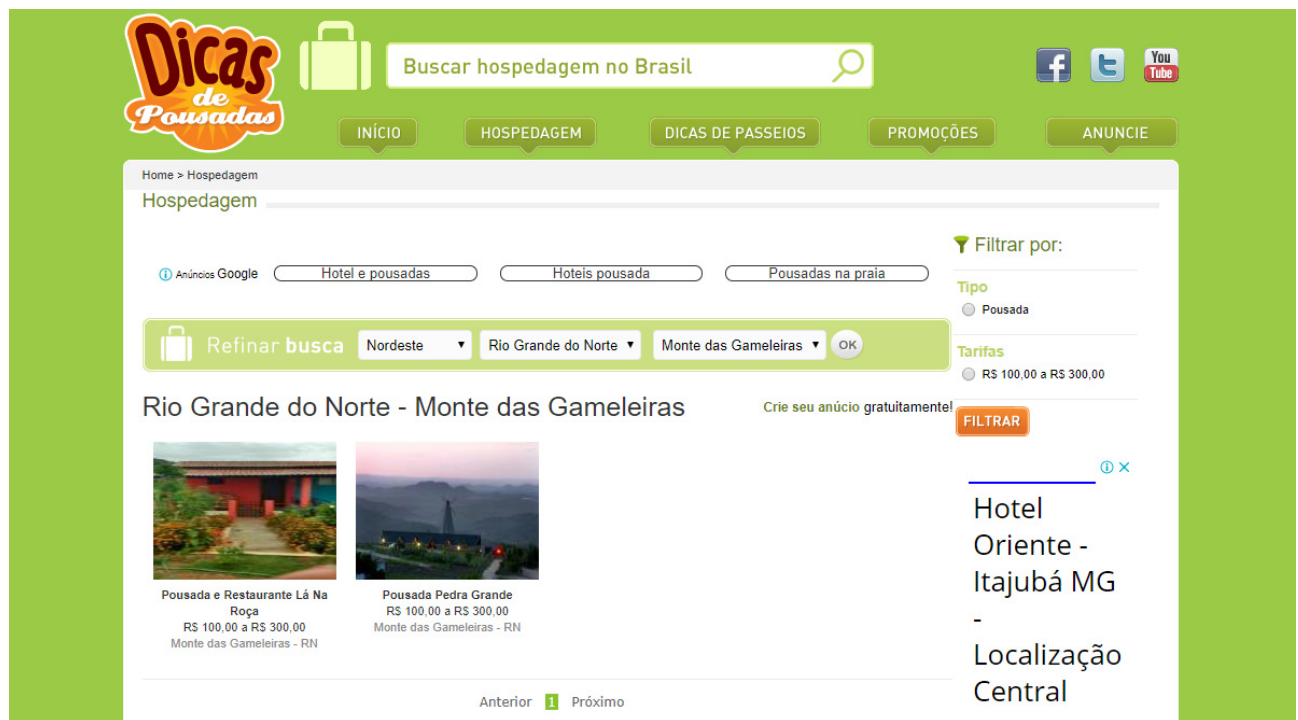 Dicas
de
Pousadas
Buscar hospedagem no Brasil
f
t
You
Tube
INÍCIO
HOSPEDAGEM
DICAS DE PASSEIOS
PROMOÇÕES
ANUNCIE
Home > Hospedagem
Hospedagem
Anúncios Google
Hotel e pousadas
Hoteis pousada
Pousadas na praia
Refinar busca
Nordeste
Rio Grande do Norte
Monte das Gameleiras
OK
Rio Grande do Norte - Monte das Gameleiras
Crie seu anúcio gratuitamente!
Pousada e Restaurante Lá Na
Roça
R$ 100,00 a R$ 300,00
Monte das Gameleiras - RN
Pousada Pedra Grande
R$ 100,00 a R$ 300,00
Monte das Gameleiras - RN
Anterior 1 Próximo
Filtrar por:
Tipo
Pousada
Tarifas
R$ 100,00 a R$ 300,00
FILTRAR
Hotel
Oriente -
Itajubá MG
-
Localização
Central